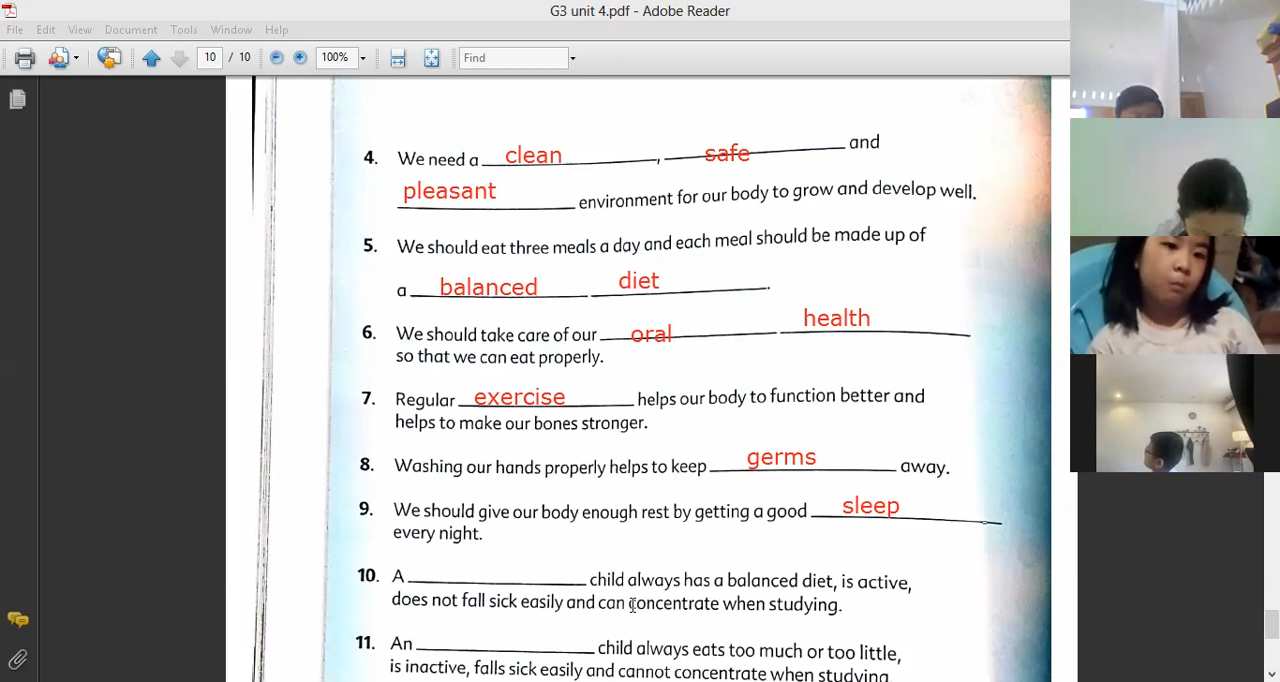 G3 unit 4.pdf - Adobe Reader
File Edit View Document Tools Window Help
10 / 10 100% Find
4. We need a clean , safe and
pleasant environment for our body to grow and develop well.
5. We should eat three meals a day and each meal should be made up of
a balanced diet .
6. We should take care of our oral health
so that we can eat properly.
7. Regular exercise helps our body to function better and
helps to make our bones stronger.
8. Washing our hands properly helps to keep germs away.
9. We should give our body enough rest by getting a good sleep
every night.
10. A child always has a balanced diet, is active,
does not fall sick easily and can concentrate when studying.
11. An child always eats too much or too little,
is inactive, falls sick easily and cannot concentrate when studying.